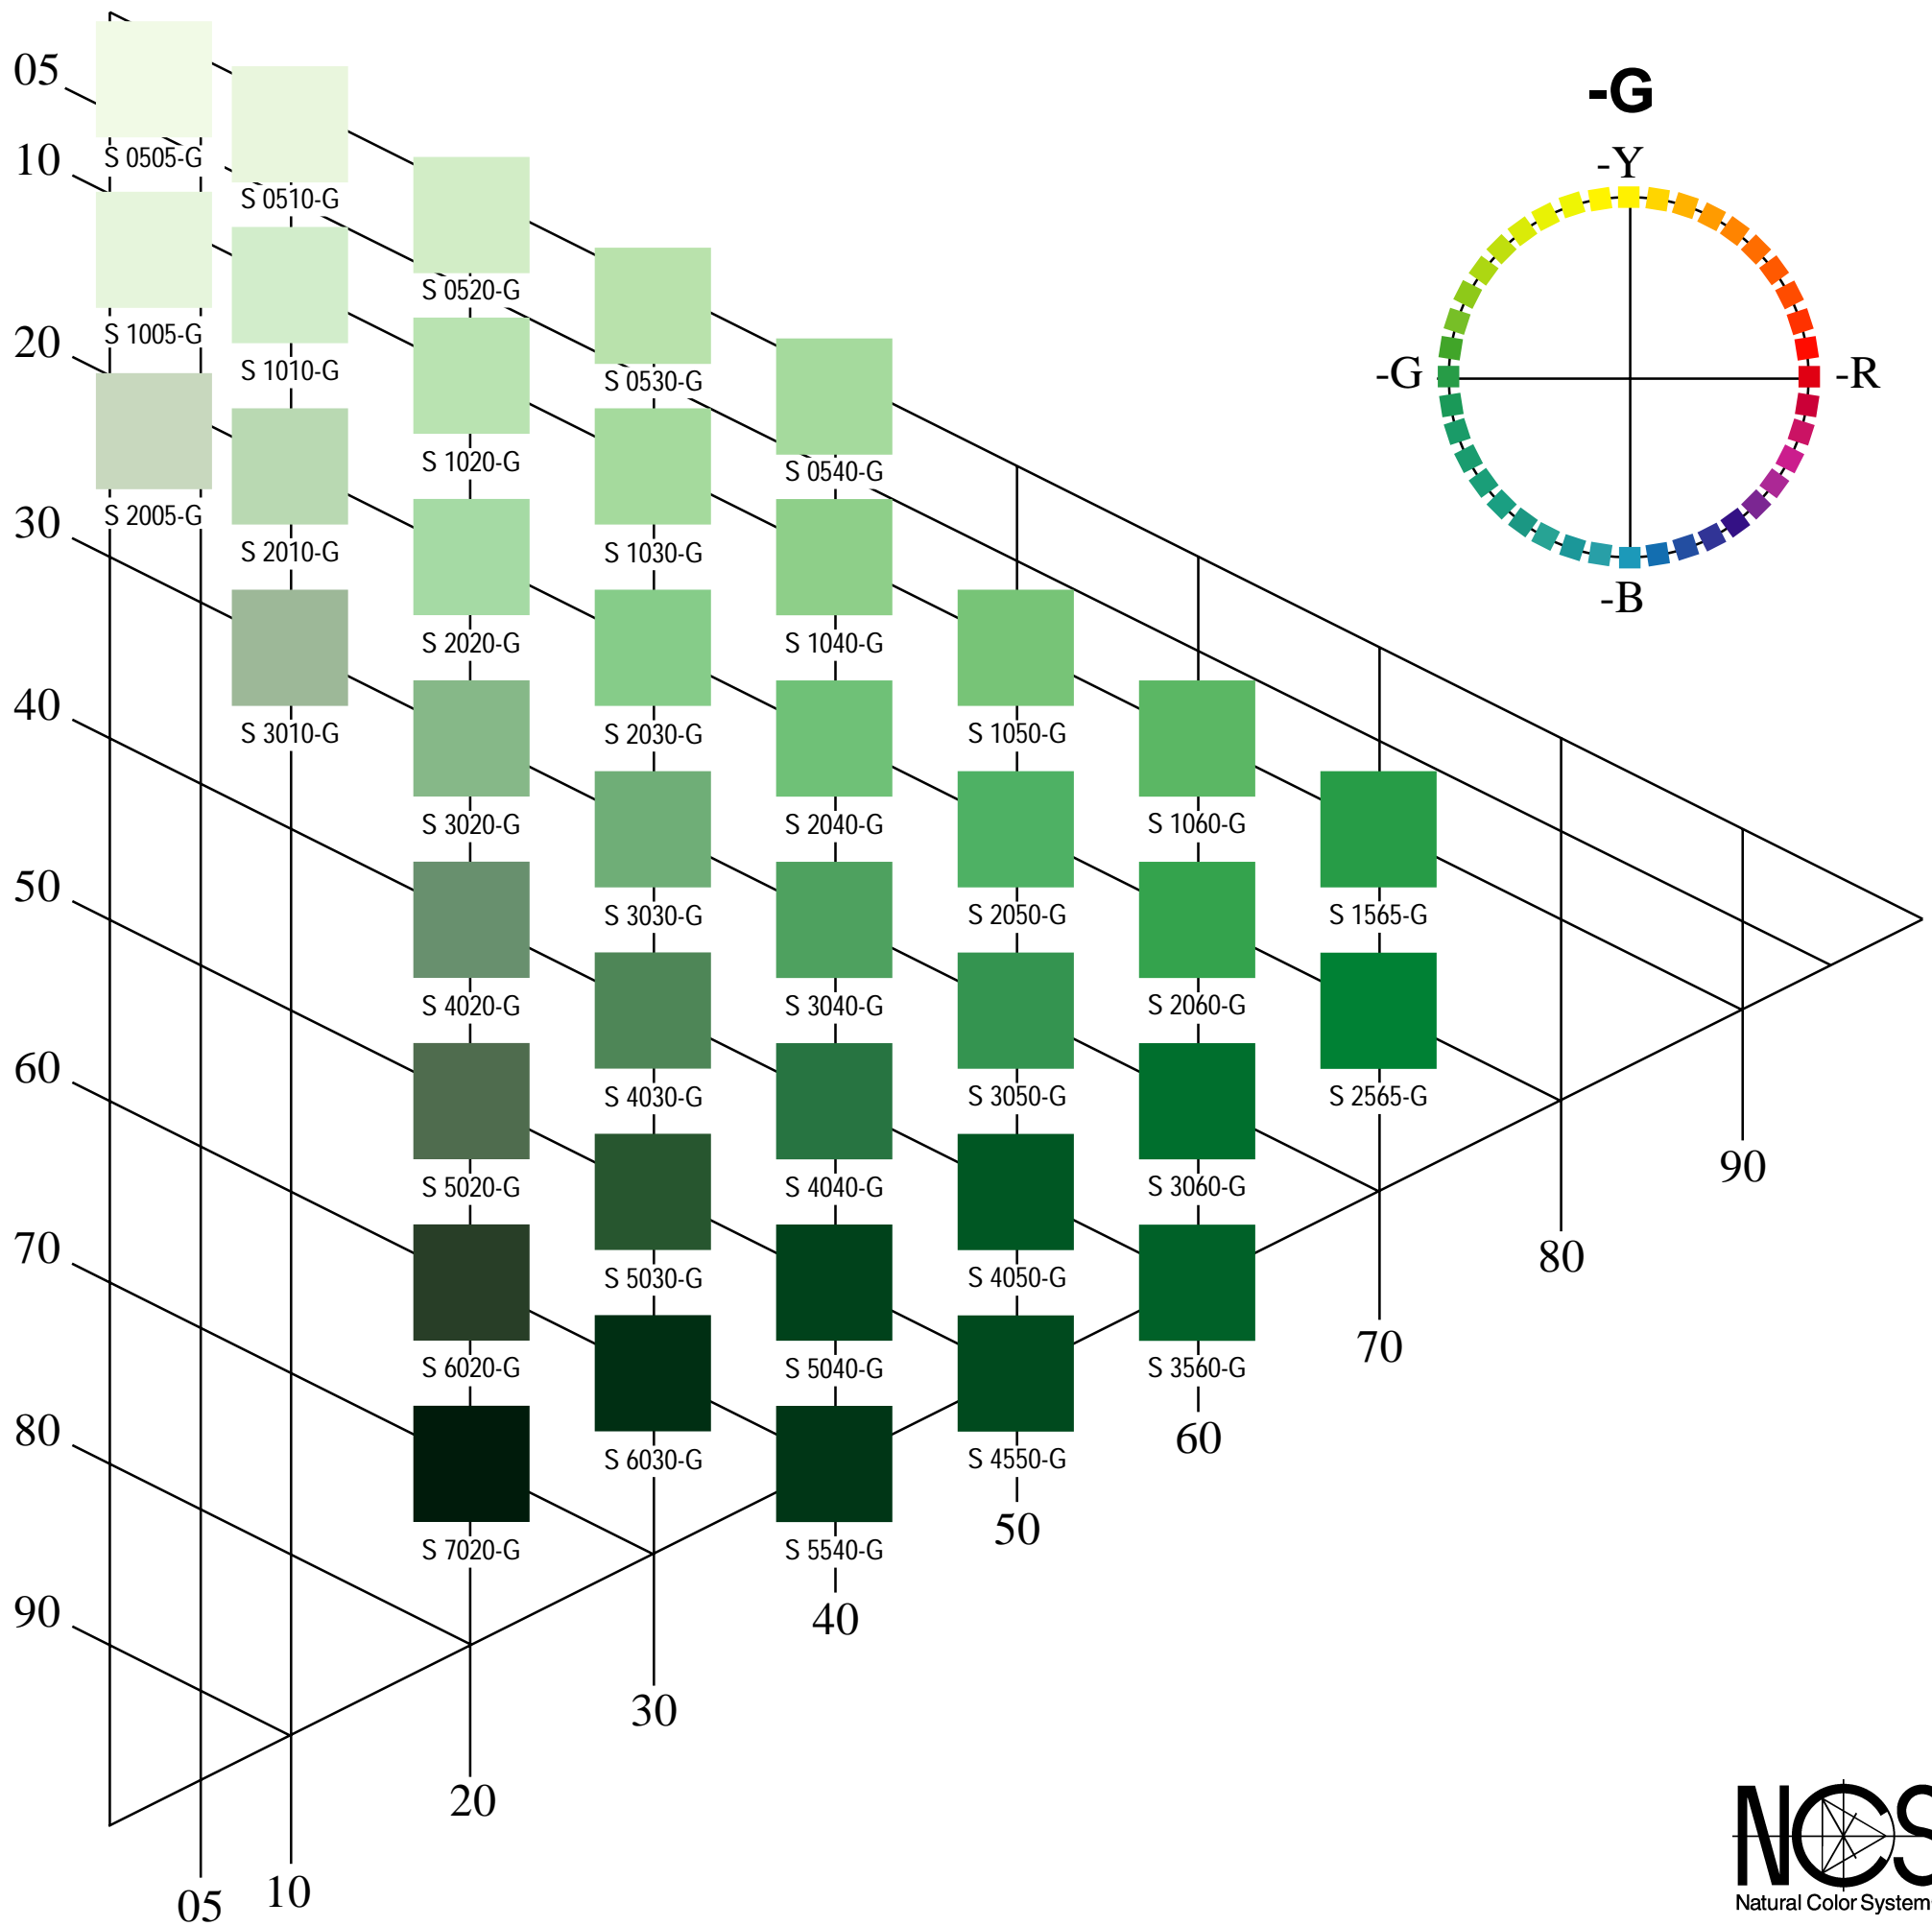 -G
-Y
-G
-R
-B
05
10
20
30
40
50
60
70
80
90
S 0505-G
S 1005-G
S 2005-G
S 0510-G
S 1010-G
S 2010-G
S 3010-G
S 0520-G
S 1020-G
S 2020-G
S 3020-G
S 4020-G
S 5020-G
S 6020-G
S 7020-G
S 0530-G
S 1030-G
S 2030-G
S 3030-G
S 4030-G
S 5030-G
S 6030-G
S 0540-G
S 1040-G
S 2040-G
S 3040-G
S 4040-G
S 5040-G
S 5540-G
S 1050-G
S 2050-G
S 3050-G
S 4050-G
S 4550-G
S 1060-G
S 2060-G
S 3060-G
S 3560-G
S 1565-G
S 2565-G
05
10
20
30
40
50
60
70
80
90
NCS
Natural Color System